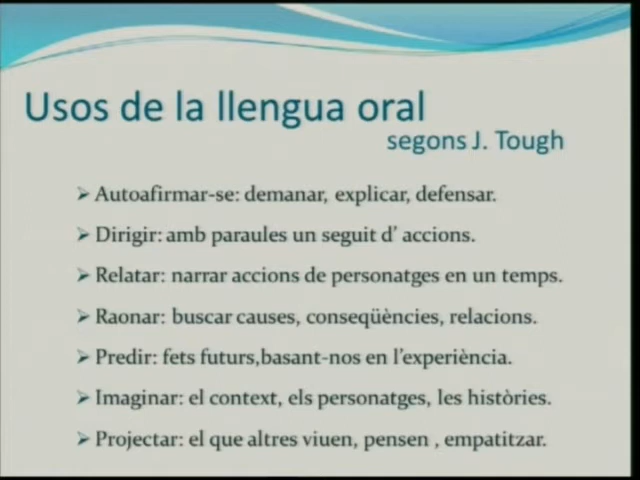 Usos de la llengua oral
segons J. Tough
Autoafirmar-se: demanar, explicar, defensar.
Dirigir: amb paraules un seguit d' accions.
Relatar: narrar accions de personatges en un temps.
Raonar: buscar causes, conseqüències, relacions.
Predir: fets futurs,basant-nos en l'experiència.
Imaginar: el context, els personatges, les històries.
Projectar: el que altres viuen, pensen , empatitzar.